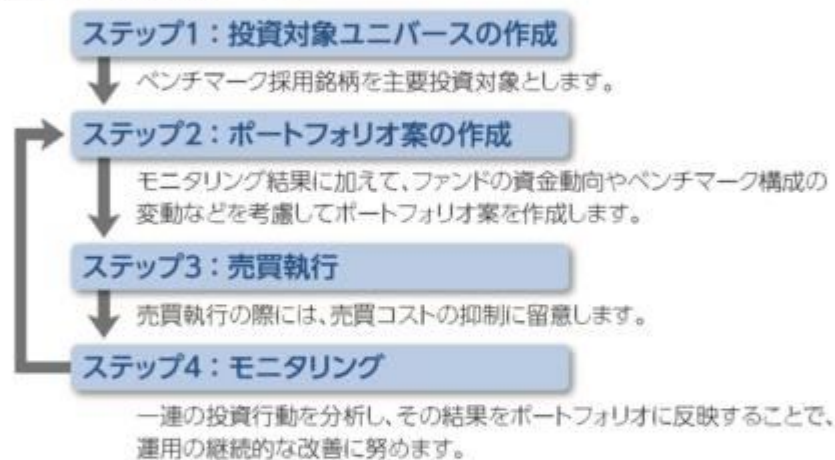 ステップ1：投資対象ユニバースの作成
ベンチマーク採用銘柄を主要投資対象とします。
ステップ2：ポートフォリオ案の作成
モニタリング結果に加えて、ファンドの資金動向やベンチマーク構成の
変動などを考慮してポートフォリオ案を作成します。
ステップ3：売買執行
売買執行の際には、売買コストの抑制に留意します。
ステップ4：モニタリング
一連の投資行動を分析し、その結果をポートフォリオに反映することで、
運用の継続的な改善に努めます。